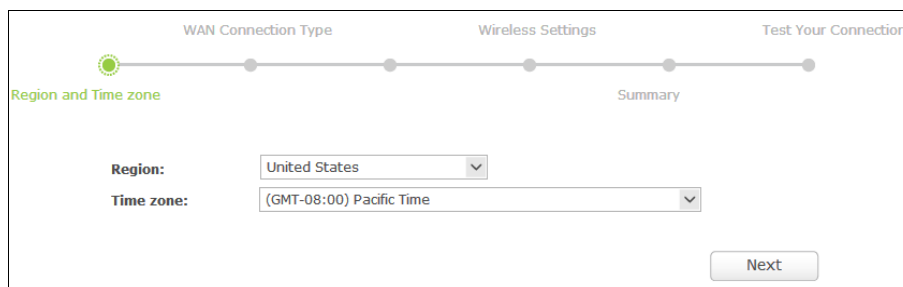 WAN Connection Type Wireless Settings Test Your Connection
Region and Time zone Summary
Region: United States
Time zone: (GMT-08:00) Pacific Time
Next